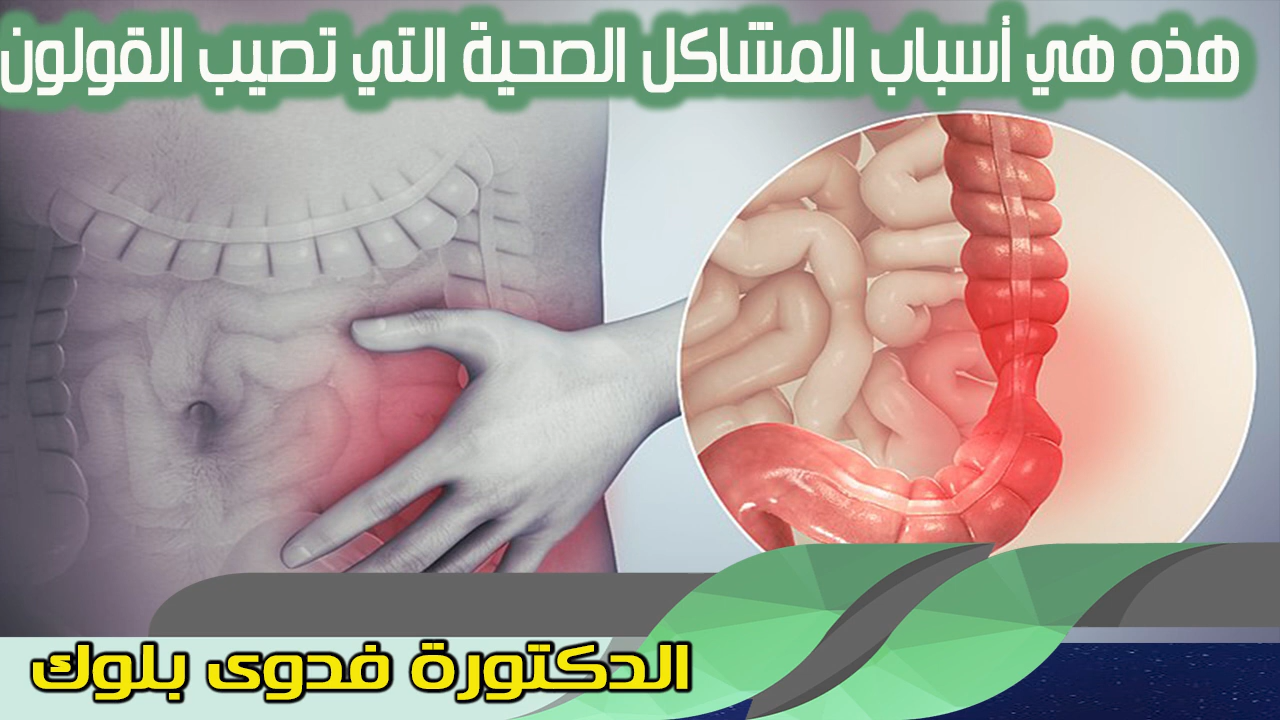 هذه هي أسباب المشاكل الصحية التي تصيب القولون
الدكتورة فدوى بلوك